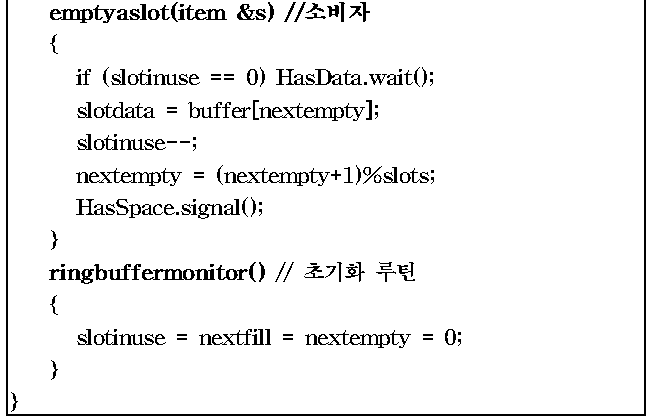 emptyaslot(item &s) //소비자
{
if (slotinuse == 0) HasData.wait();
slotdata = buffer[nextempty];
slotinuse--;
nextempty = (nextempty+1)%slots;
HasSpace.signal();
}
ringbuffermonitor() // 초기화 루틴
{
slotinuse = nextfill = nextempty = 0;
}
}